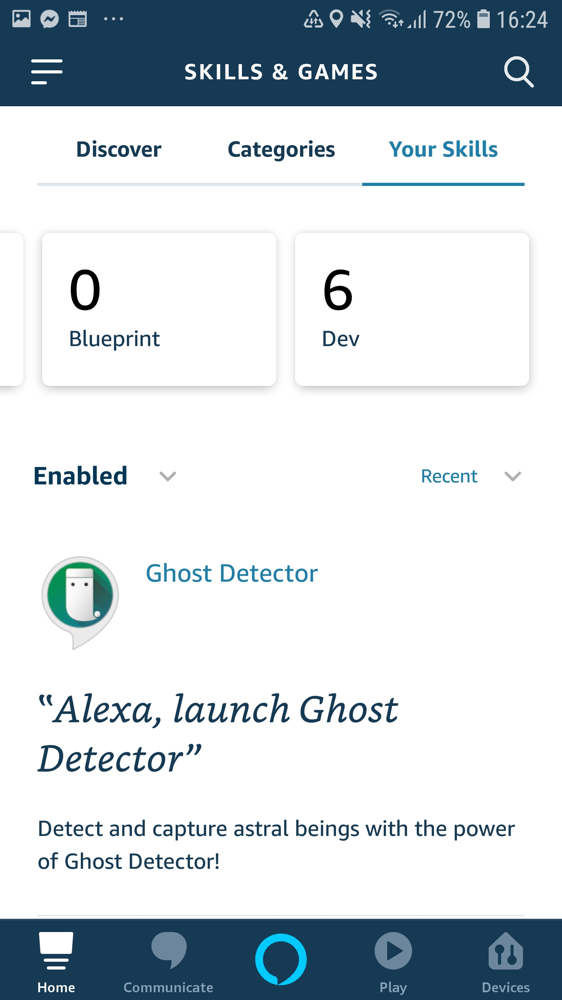 72% 16:24
SKILLS & GAMES
Discover Categories Your Skills
0 6
Blueprint Dev
Enabled Recent
Ghost Detector
“Alexa, launch Ghost
Detector”
Detect and capture astral beings with the power
of Ghost Detector!
Home Communicate Play Devices